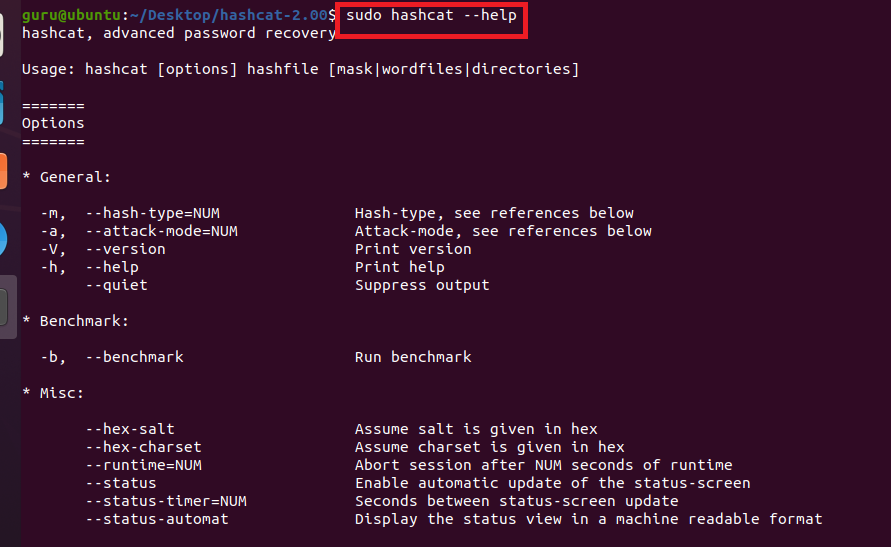 guru@ubuntu:~/Desktop/hashcat-2.00$ sudo hashcat --help
hashcat, advanced password recovery
Usage: hashcat [options] hashfile [mask|wordfiles|directories]
=======
Options
=======
* General:
-m,  --hash-type=NUM               Hash-type, see references below
-a,  --attack-mode=NUM             Attack-mode, see references below
-V,  --version                     Print version
-h,  --help                        Print help
--quiet                       Suppress output
* Benchmark:
-b,  --benchmark                   Run benchmark
* Misc:
--hex-salt                    Assume salt is given in hex
--hex-charset                 Assume charset is given in hex
--runtime=NUM                 Abort session after NUM seconds of runtime
--status                      Enable automatic update of the status-screen
--status-timer=NUM            Seconds between status-screen update
--status-automat              Display the status view in a machine readable format